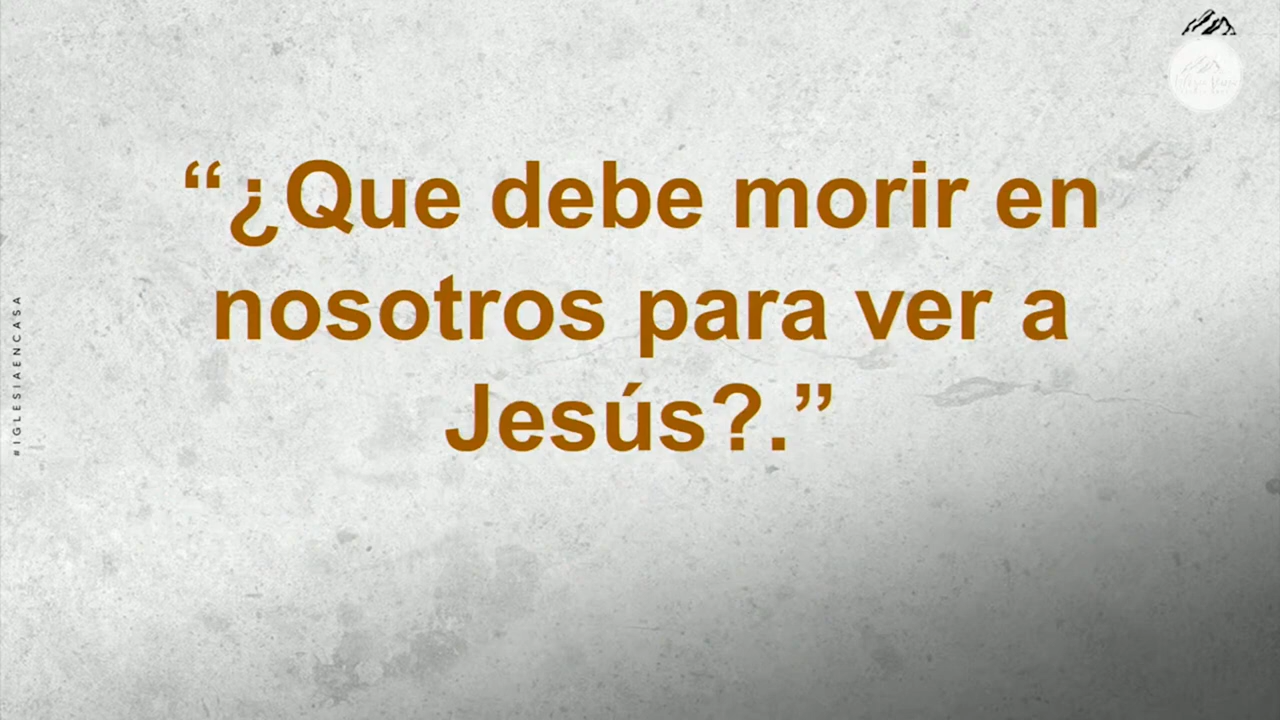 “¿Que debe morir en
nosotros para ver a
Jesús?.”
#IGLESIAENCASA